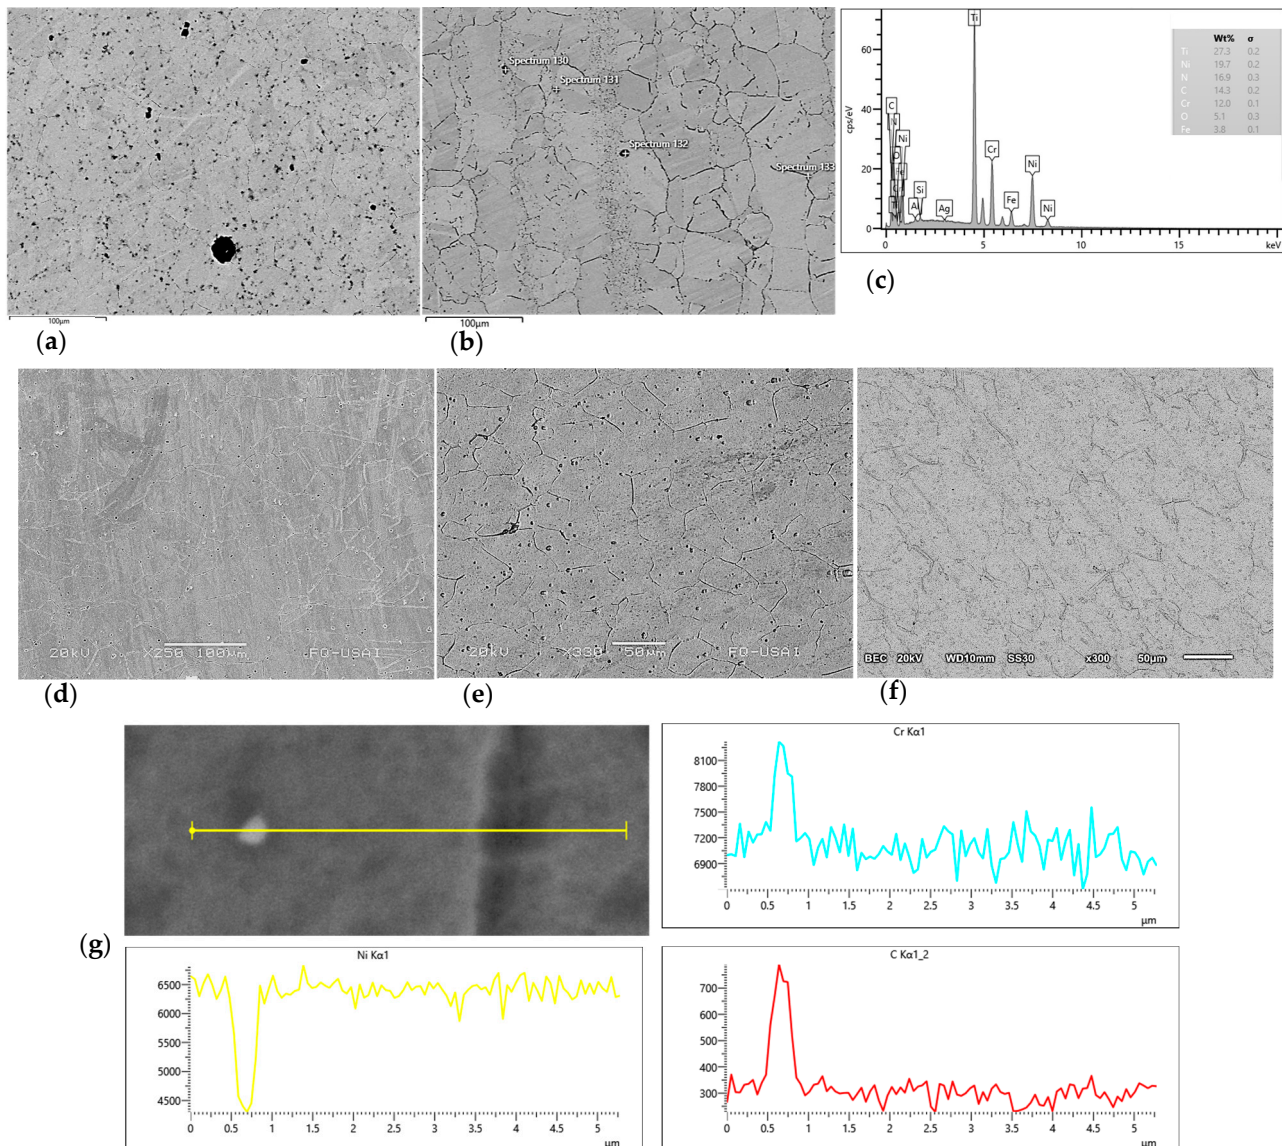 100µm
(a)
Spectrum 130
Spectrum 131
Spectrum 132
Spectrum 133
100µm
(b)
cps/eV
60
40
20
0
C
N
Ni
O
Fe
Si
Al
Ag
Ti
Cr
Fe
Ni
Ni
0 5 10 15 keV
Wt% σ
Ti 27.3 0.2
Ni 19.7 0.2
N 16.9 0.3
C 14.3 0.2
Cr 12.0 0.1
O 5.1 0.3
Fe 3.8 0.1
(c)
20kV X250 100µm FO-USAI
(d)
20kV X330 50µm FO-USAI
(e)
BEC 20kV WD10mm SS30 x300 50µm
(f)
(g)
Cr Kα1
8100
7800
7500
7200
6900
0 0.5 1 1.5 2 2.5 3 3.5 4 4.5 5
µm
Ni Kα1
6500
6000
5500
5000
4500
0 0.5 1 1.5 2 2.5 3 3.5 4 4.5 5
µm
C Kα1_2
700
600
500
400
300
0 0.5 1 1.5 2 2.5 3 3.5 4 4.5 5
µm